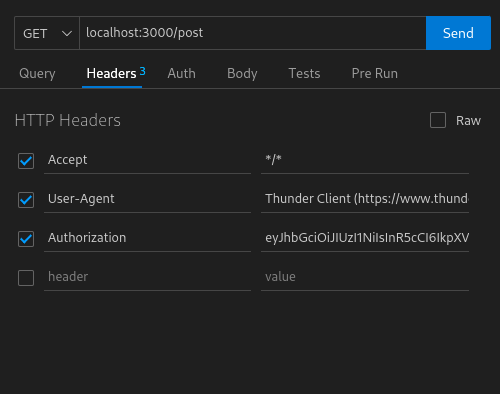 GET localhost:3000/post Send
Query Headers 3 Auth Body Tests Pre Run
HTTP Headers Raw
Accept */*
User-Agent Thunder Client (https://www.thunde
Authorization eyJhbGciOiJIUzI1NiIsInR5cCI6IkpXV
header value